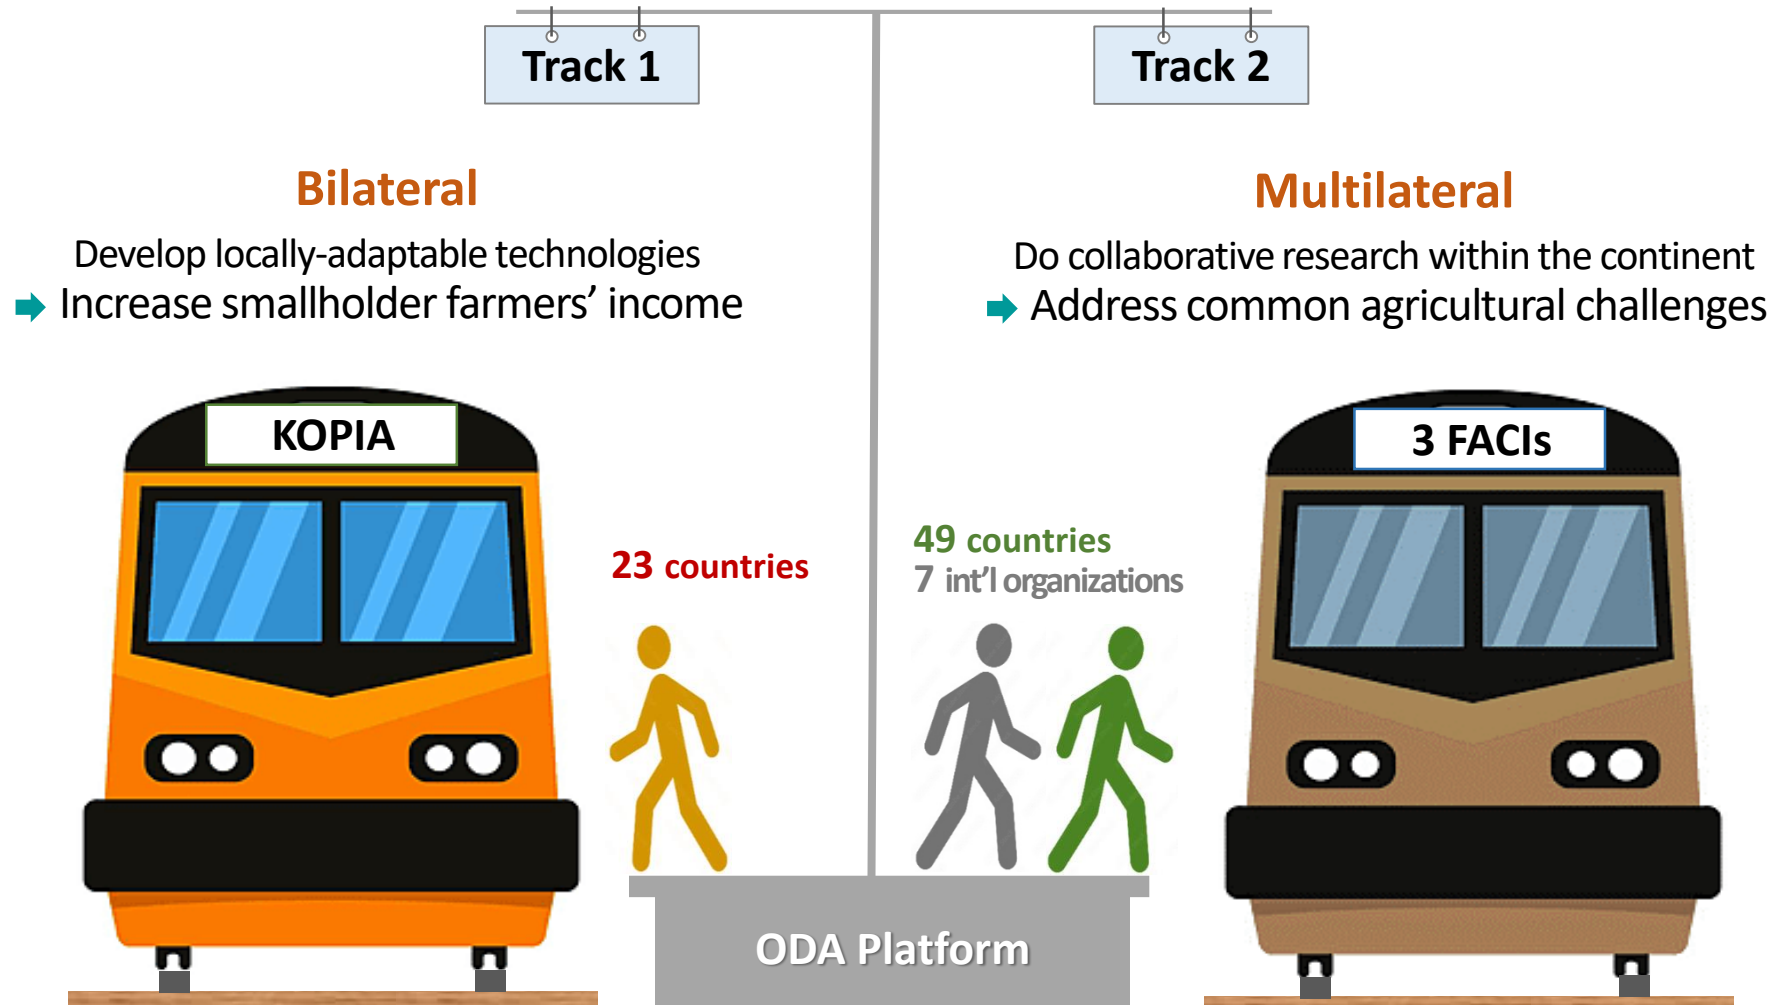 Track 1
Bilateral
Develop locally-adaptable technologies
Increase smallholder farmers’ income
KOPIA
23 countries
Track 2
Multilateral
Do collaborative research within the continent
Address common agricultural challenges
3 FACIs
49 countries
7 int’l organizations
ODA Platform